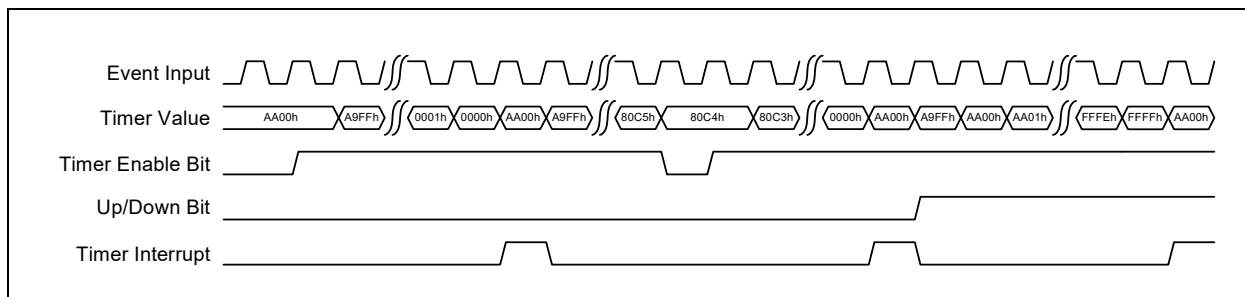 Event Input
Timer Value AA00h A9FFh 0001h 0000h AA00h A9FFh 80C5h 80C4h 80C3h 0000h AA00h A9FFh AA00h AA01h FFFEh FFFFh AA00h
Timer Enable Bit
Up/Down Bit
Timer Interrupt